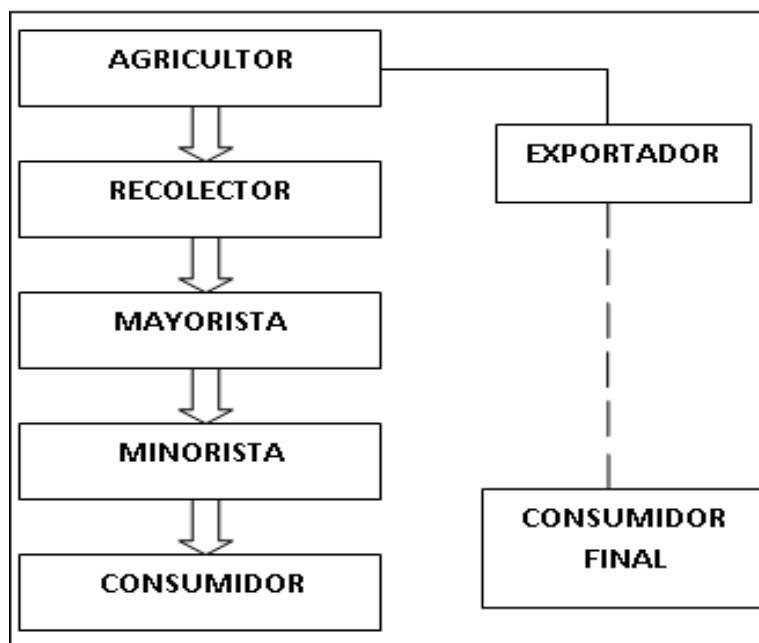 AGRICULTOR
EXPORTADOR
RECOLECTOR
MAYORISTA
MINORISTA
CONSUMIDOR
FINAL
CONSUMIDOR